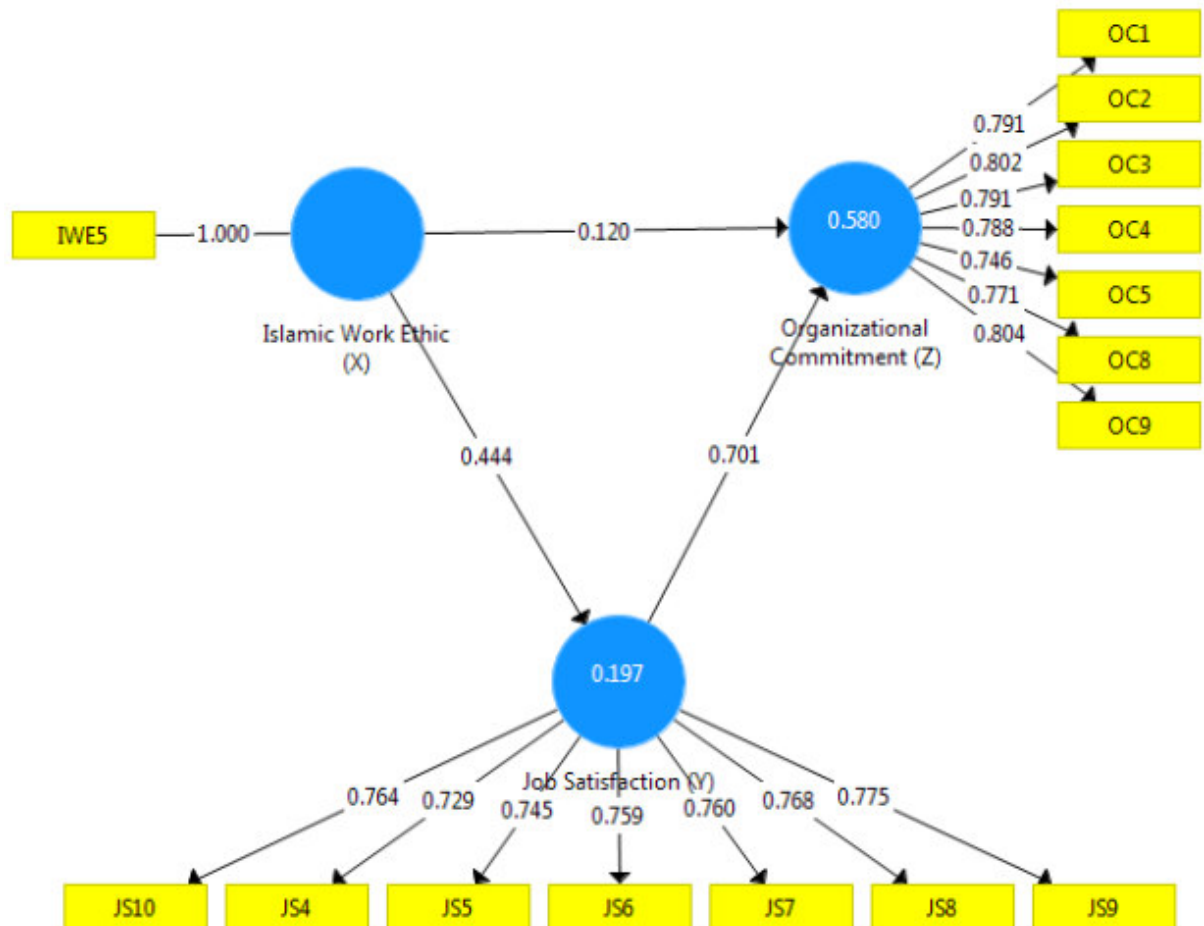 OC1
OC2
0.791
0.802
OC3
0.791
IWE5
1.000
0.120
0.580
0.788
OC4
0.746
0.771
OC5
0.804
Islamic Work Ethic
(X)
Organizational
Commitment (Z)
OC8
OC9
0.444
0.701
0.197
Job Satisfaction (Y)
0.764
0.729
0.745
0.759
0.760
0.768
0.775
JS10
JS4
JS5
JS6
JS7
JS8
JS9